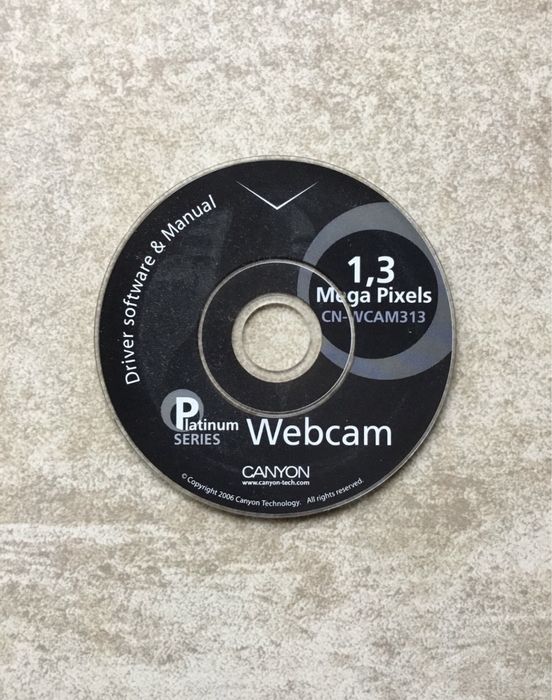 Driver software & Manual
1,3
Mega Pixels
CN-WCAM313
Platinum
SERIES
Webcam
CANYON
www.canyon-tech.com
© Copyright 2006 Canyon Technology. All rights reserved.